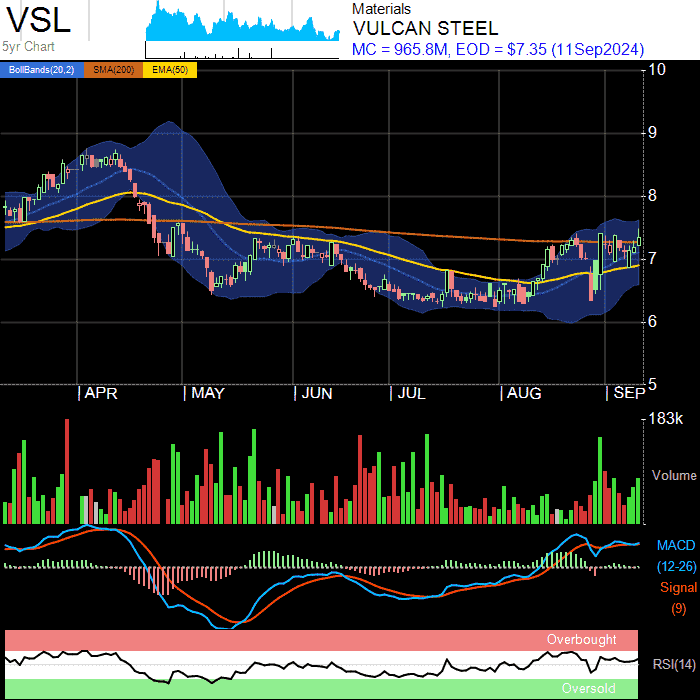 VSL
5yr Chart
Materials
VULCAN STEEL
MC = 965.8M, EOD = $7.35 (11Sep2024)
BollBands(20,2) SMA(200) EMA(50)
10
9
8
7
6
5
APR MAY JUN JUL AUG SEP
183k
Volume
MACD
(12-26)
Signal
(9)
Overbought
RSI(14)
Oversold